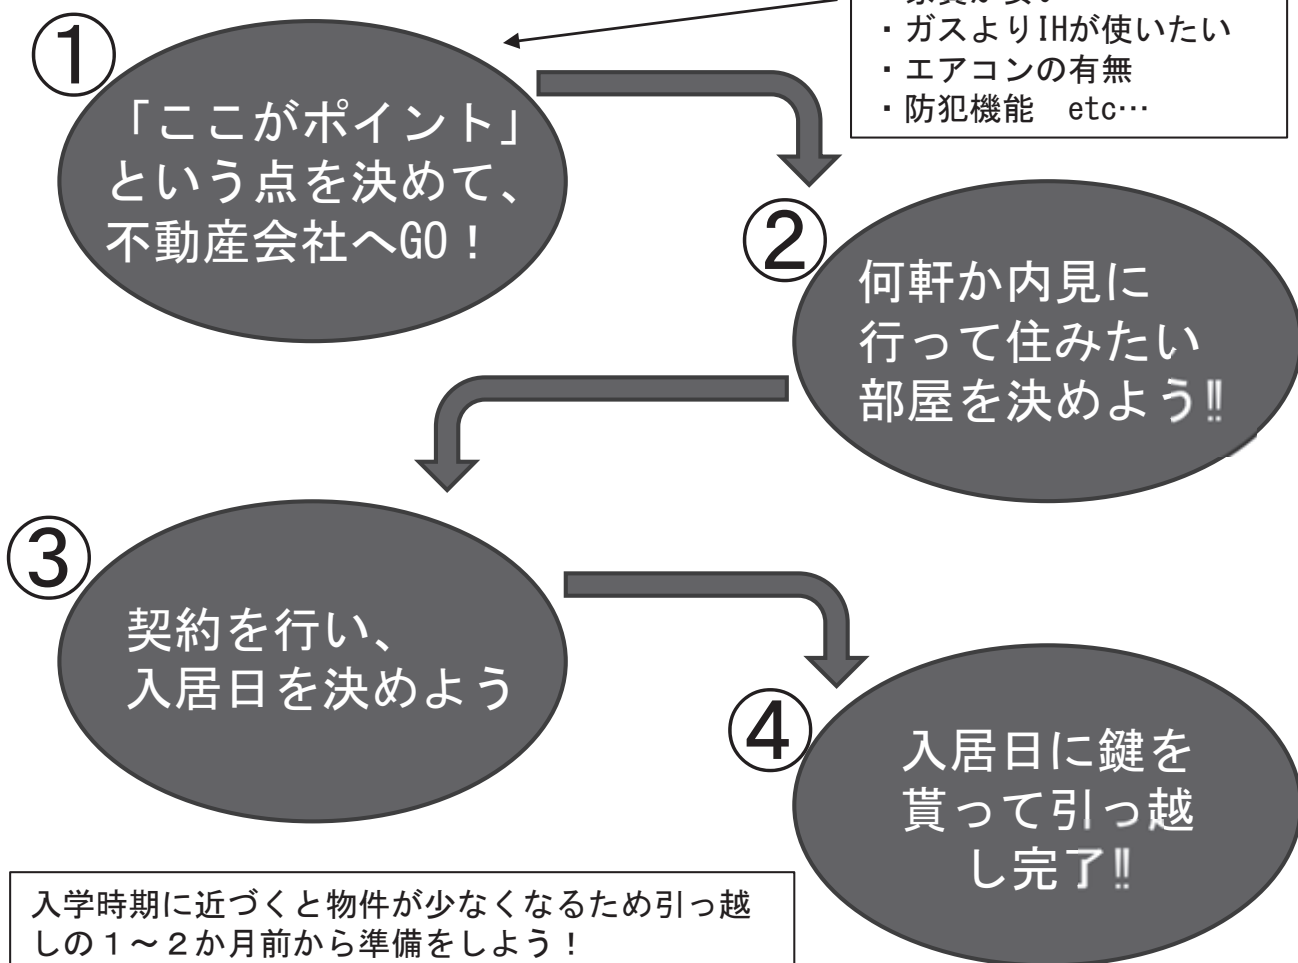 ・ガスよりIHが使いたい
・エアコンの有無
・防犯機能　etc…
①
「ここがポイント」
という点を決めて、
不動産会社へGO！
②
何軒か内見に
行って住みたい
部屋を決めよう‼
③
契約を行い、
入居日を決めよう
④
入居日に鍵を
貰って引っ越
し完了‼
入学時期に近づくと物件が少なくなるため引っ越
しの１～２か月前から準備をしよう！